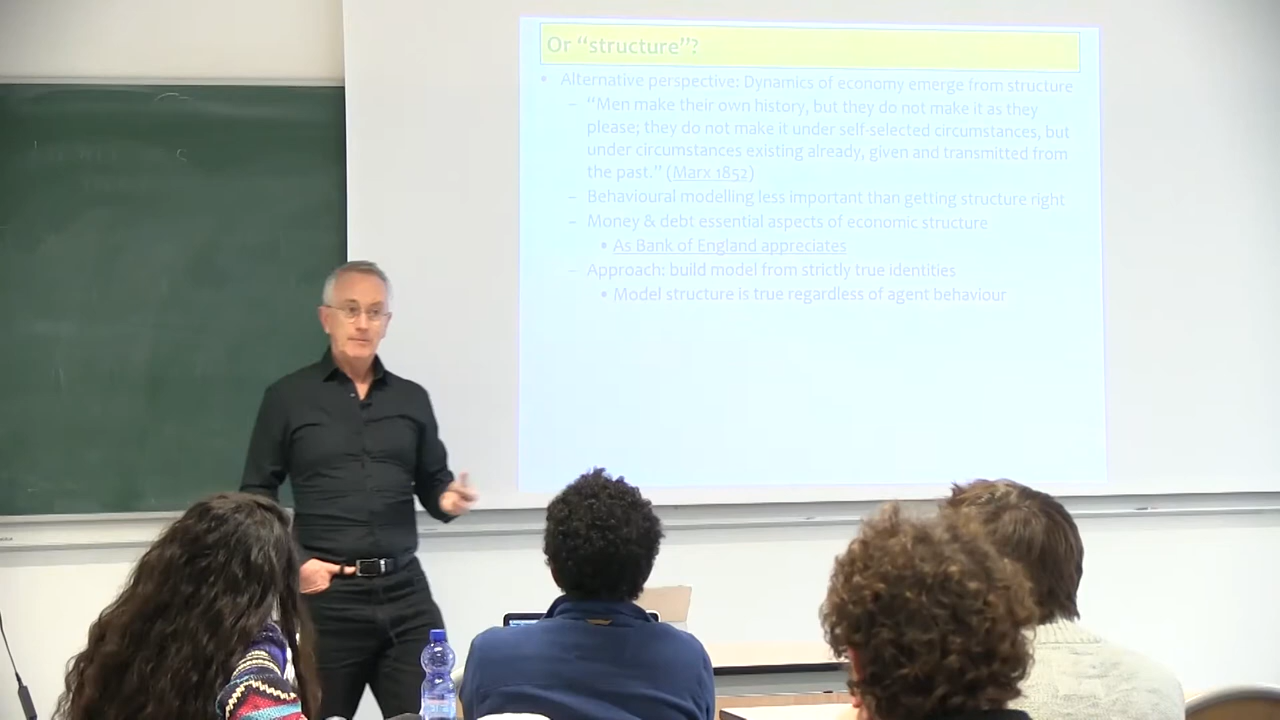 Or “structure”?
• Alternative perspective: Dynamics of economy emerge from structure
– “Men make their own history, but they do not make it as they
please; they do not make it under self-selected circumstances, but
under circumstances existing already, given and transmitted from
the past.” (Marx 1852)
– Behavioural modelling less important than getting structure right
– Money & debt essential aspects of economic structure
• As Bank of England appreciates
– Approach: build model from strictly true identities
• Model structure is true regardless of agent behaviour